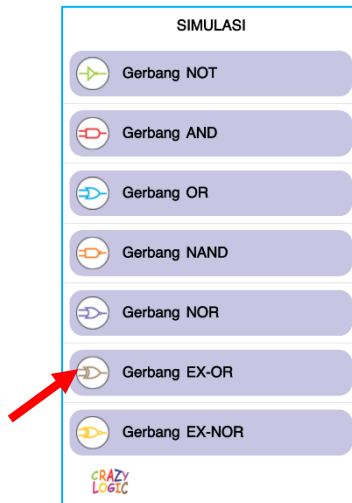 SIMULASI
Gerbang NOT
Gerbang AND
Gerbang OR
Gerbang NAND
Gerbang NOR
Gerbang EX-OR
Gerbang EX-NOR
CRAZY
LOGIC